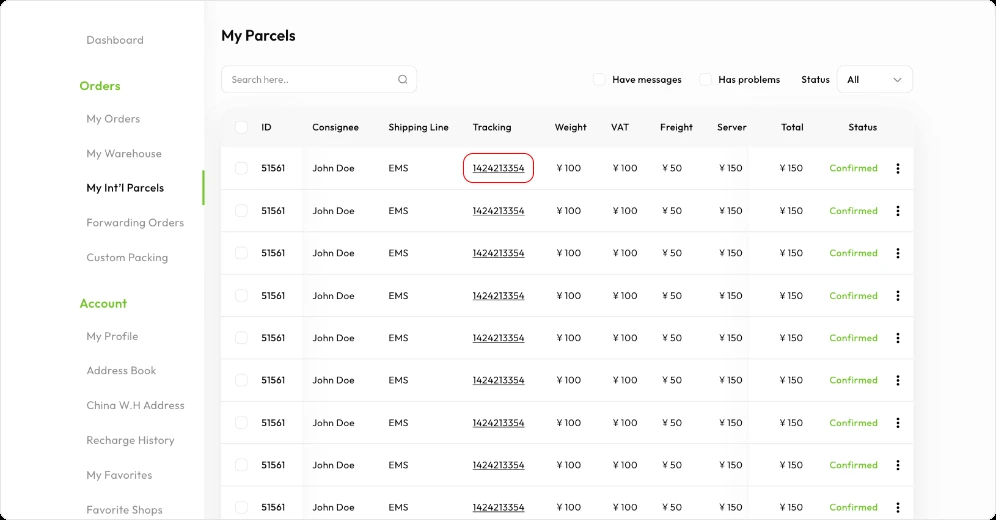 Dashboard
Orders
My Orders
My Warehouse
My Int'l Parcels
Forwarding Orders
Custom Packing
Account
My Profile
Address Book
China W.H Address
Recharge History
My Favorites
Favorite Shops
My Parcels
Search here.. Have messages Has problems Status All
ID Consignee Shipping Line Tracking Weight VAT Freight Server Total Status
51561 John Doe EMS 1424213354 ¥ 100 ¥ 100 ¥ 50 ¥ 150 ¥ 150 Confirmed
51561 John Doe EMS 1424213354 ¥ 100 ¥ 100 ¥ 50 ¥ 150 ¥ 150 Confirmed
51561 John Doe EMS 1424213354 ¥ 100 ¥ 100 ¥ 50 ¥ 150 ¥ 150 Confirmed
51561 John Doe EMS 1424213354 ¥ 100 ¥ 100 ¥ 50 ¥ 150 ¥ 150 Confirmed
51561 John Doe EMS 1424213354 ¥ 100 ¥ 100 ¥ 50 ¥ 150 ¥ 150 Confirmed
51561 John Doe EMS 1424213354 ¥ 100 ¥ 100 ¥ 50 ¥ 150 ¥ 150 Confirmed
51561 John Doe EMS 1424213354 ¥ 100 ¥ 100 ¥ 50 ¥ 150 ¥ 150 Confirmed
51561 John Doe EMS 1424213354 ¥ 100 ¥ 100 ¥ 50 ¥ 150 ¥ 150 Confirmed
51561 John Doe EMS 1424213354 ¥ 100 ¥ 100 ¥ 50 ¥ 150 ¥ 150 Confirmed